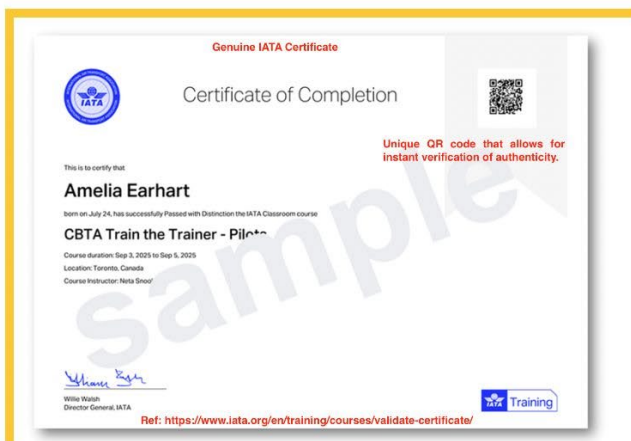 Genuine IATA Certificate
IATA
Certificate of Completion
Unique QR code that allows for
instant verification of authenticity.
This is to certify that
Amelia Earhart
born on July 24, has successfully Passed with Distinction the IATA Classroom course
CBTA Train the Trainer - Pilots
Course duration: Sep 3, 2025 to Sep 5, 2025
Location: Toronto, Canada
Course Instructor: Neta
sample
Willie Walsh
Director General, IATA
IATA Training
Ref: https://www.iata.org/en/training/courses/validate-certificate/